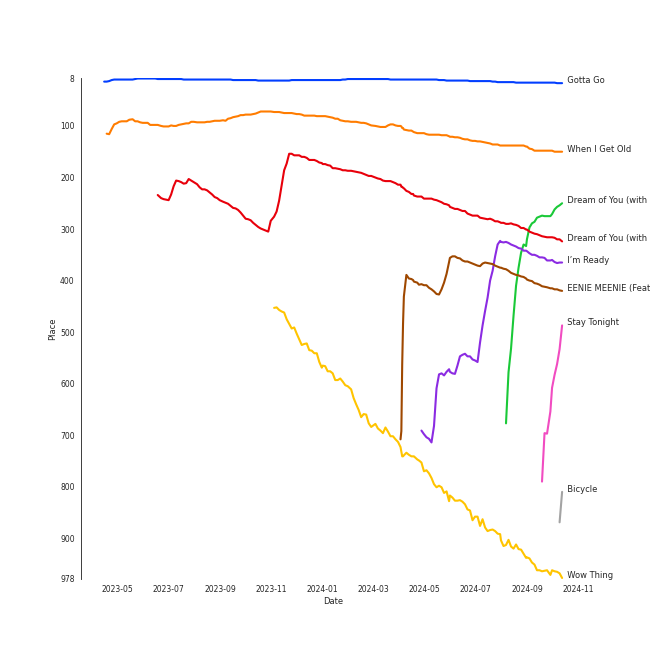 8
100
200
300
400
500
600
700
800
900
978
Place
2023-05
2023-07
2023-09
2023-11
2024-01
2024-03
2024-05
2024-07
2024-09
2024-11
Date
Gotta Go
When I Get Old
Dream of You (with
Dream of You (with
I'm Ready
EENIE MEENIE (Feat
Stay Tonight
Bicycle
Wow Thing